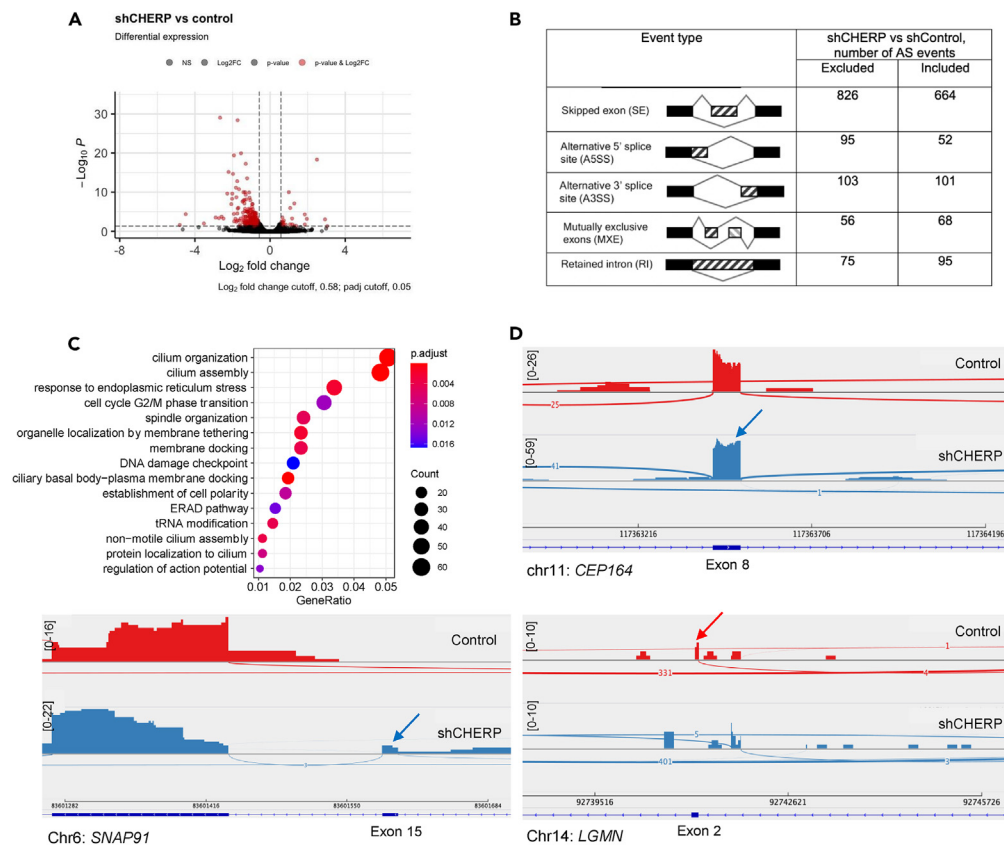 A
shCHERP vs control
Differential expression
NS Log2FC p-value p-value & Log2FC
− Log10 P
30
20
10
0
-8 -4 0 4
Log2 fold change
Log2 fold change cutoff, 0.58; padj cutoff, 0.05
B
Event type
shCHERP vs shControl,
number of AS events
Excluded Included
Skipped exon (SE)
826 664
Alternative 5' splice
site (A5SS)
95 52
Alternative 3' splice
site (A3SS)
103 101
Mutually exclusive
exons (MXE)
56 68
Retained intron (RI)
75 95
C
cilium organization
cilium assembly
response to endoplasmic reticulum stress
cell cycle G2/M phase transition
spindle organization
organelle localization by membrane tethering
membrane docking
DNA damage checkpoint
ciliary basal body−plasma membrane docking
establishment of cell polarity
ERAD pathway
tRNA modification
non−motile cilium assembly
protein localization to cilium
regulation of action potential
0.01 0.02 0.03 0.04 0.05
GeneRatio
p.adjust
0.004
0.008
0.012
0.016
Count
20
30
40
50
60
D
[0-26]
Control
25
[0-59]
shCHERP
41
1
117363216 117363706 117364196
Exon 8
chr11: CEP164
[0-16]
Control
[0-22]
shCHERP
83601282 83601416 83601550 83601684
Exon 15
Chr6: SNAP91
[0-10]
Control
1
331
4
[0-10]
shCHERP
5
401
3
92739516 92742621 92745726
Exon 2
Chr14: LGMN